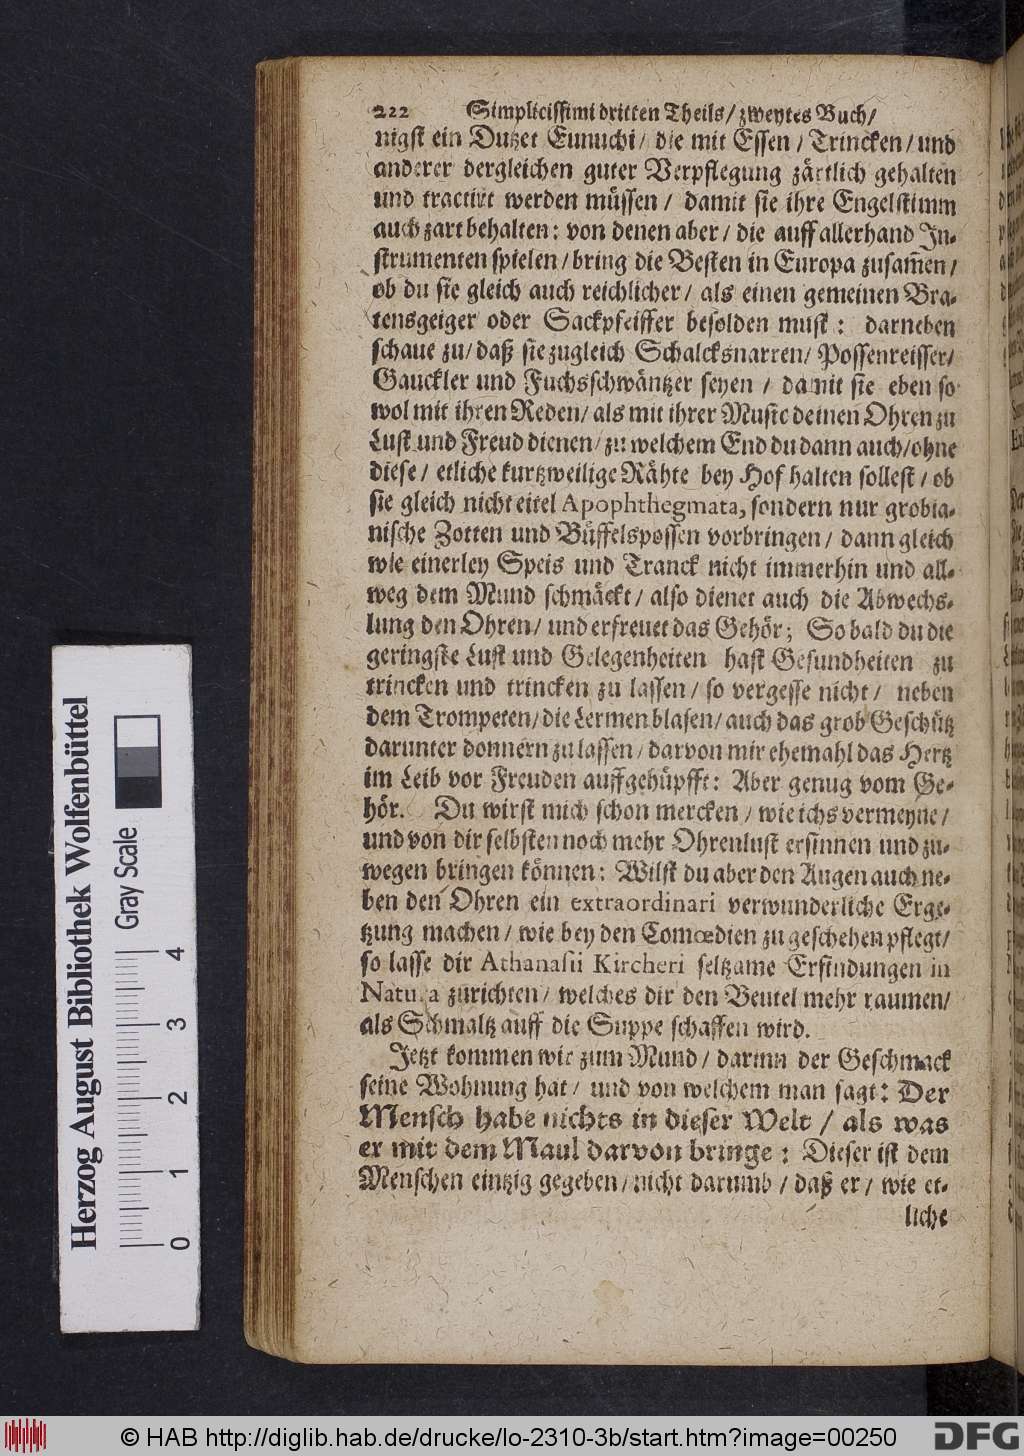 222 Simplicissimi dritten Theils / zweytes Buch /
nigst ein Dutzet Eunuchi / die mit Essen / Trincken / und
anderer dergleichen guter Verpflegung zärtlich gehalten
und tractirt werden müssen / damit sie ihre Engelstimm
auch zart behalten: von denen aber / die auff allerhand In-
strumenten spielen / bring die Besten in Europa zusam̃en /
ob du sie gleich auch reichlicher / als einen gemeinen Bra-
tensgeiger oder Sackpfeiffer besolden must: darneben
schaue zu / daß sie zugleich Schalcksnarren / Possenreisser /
Gauckler und Fuchsschwäntzer seyen / damit sie eben so
wol mit ihren Reden / als mit ihrer Music deinen Ohren zu
Lust und Freud dienen / zu welchem End du dann auch / ohne
diese / etliche kurtzweilige Rähte bey Hof halten sollest / ob
sie gleich nicht eitel Apophthegmata, sondern nur grobia-
nische Zotten und Büffelspossen vorbringen / dann gleich
wie einerley Speis und Tranck nicht immerhin und all-
weg dem Mund schmäckt / also dienet auch die Abwechs-
lung den Ohren / und erfreuet das Gehör; So bald du die
geringste Lust und Gelegenheiten hast Gesundheiten zu
trincken und trincken zu lassen / so vergesse nicht / neben
dem Trompeten / die Lermen blasen / auch das grob Geschütz
darunter donnern zu lassen / darvon mir ehemahl das Hertz
im Leib vor Freuden auffgehüpfft: Aber genug vom Ge-
hör. Du wirst mich schon mercken / wie ichs vermeyne /
und von dir selbsten noch mehr Ohrenlust ersinnen und zu-
wegen bringen können: Wilst du aber den Augen auch ne-
ben den Ohren ein extraordinari verwunderliche Erge-
tzung machen / wie bey den Comœdien zu geschehen pflegt /
so lasse dir Athanasii Kircheri seltzame Erfindungen in
Natura zurichten / welches dir den Beutel mehr raumen /
als Schmaltz auff die Suppe schaffen wird.
Jetzt kommen wir zum Mund / darinn der Geschmack
seine Wohnung hat / und von welchem man sagt: Der
Mensch habe nichts in dieser Welt / als was
er mit dem Maul darvon bringe: Dieser ist dem
Menschen eintzig gegeben / nicht darumb / daß er / wie et-
liche
Herzog August Bibliothek Wolfenbüttel
Gray Scale
0 1 2 3 4
© HAB http://diglib.hab.de/drucke/lo-2310-3b/start.htm?image=00250
DFG